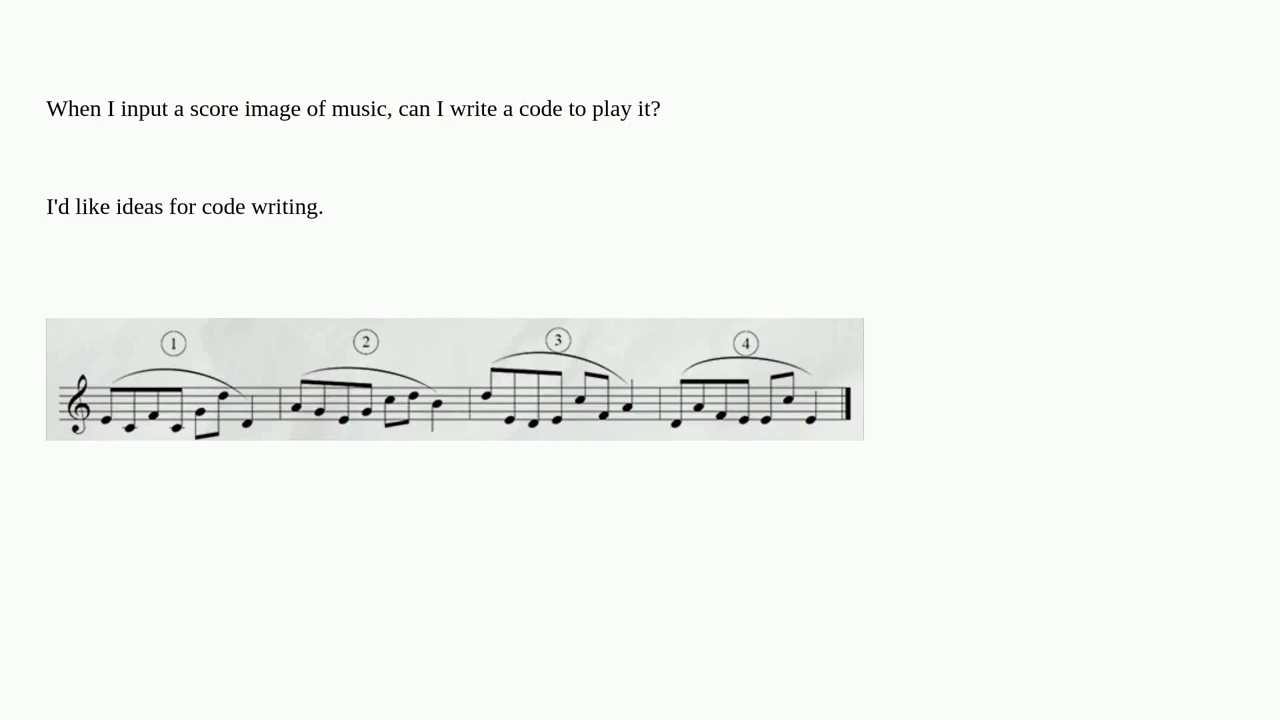 When I input a score image of music, can I write a code to play it?
I'd like ideas for code writing.
1 2 3 4